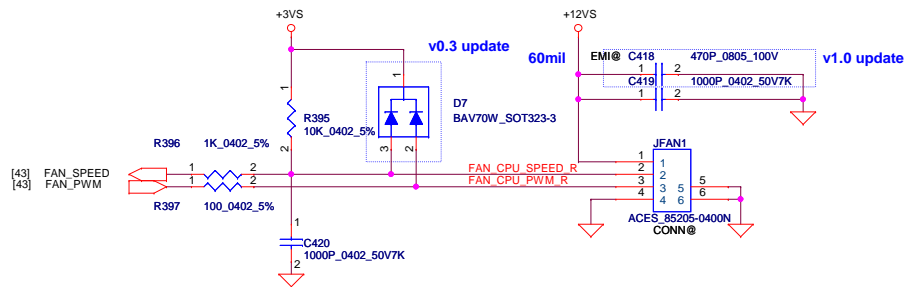 +3VS
+12VS
v0.3 update
60mil
EMI@ C418 470P_0805_100V
v1.0 update
1 2
C419 1000P_0402_50V7K
1 2
1
D7
BAV70W_SOT323-3
3 2
1
R395
10K_0402_5%
2
R396 1K_0402_5%
[43] FAN_SPEED 1 2
[43] FAN_PWM 1 2
R397 100_0402_5%
FAN_CPU_SPEED_R
FAN_CPU_PWM_R
JFAN1
1 1
2 2
3 3 5 5
4 4 6 6
ACES_85205-0400N
CONN@
1
C420
1000P_0402_50V7K
2